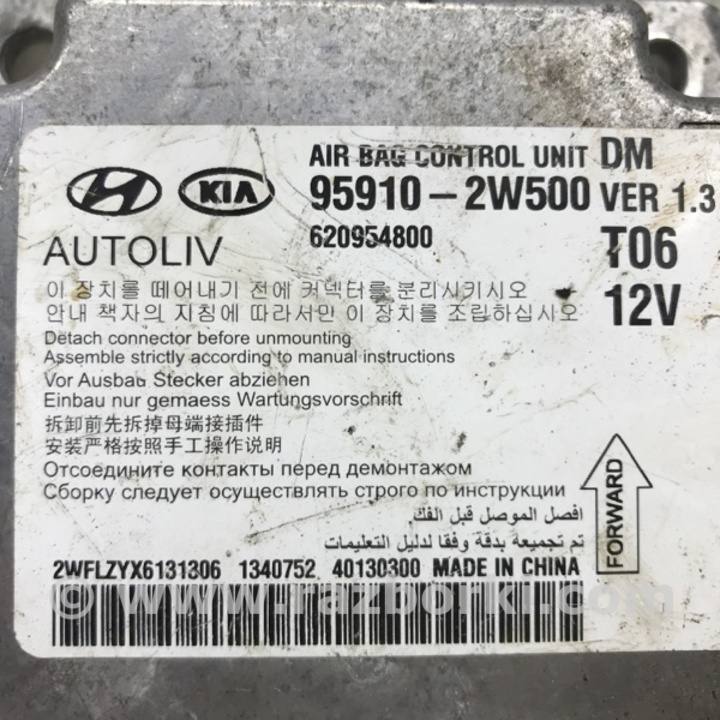 AIR BAG CONTROL UNIT DM
KIA 95910-2W500 VER 1.3
620954800 T06
AUTOLIV
이 장치를 떼어내기 전에 커넥터를 분리시키시오
안내 책자의 지침에 따라서만 이 장치를 조립하십시오 12V
Detach connector before unmounting
Assemble strictly according to manual instructions
Vor Ausbau Stecker abziehen
Einbau nur gemaess Wartungsvorschrift
拆卸前先拆掉母端接插件
安装严格按照手工操作说明
Отсоедините контакты перед демонтажом
Сборку следует осуществлять строго по инструкции
افصل الموصل قبل الفك.
تم تجميعة بدقة وفقا لدليل التعليمات
FORWARD
2WFLZYX6131306 1340752 40130300 MADE IN CHINA
© www.razborki.com